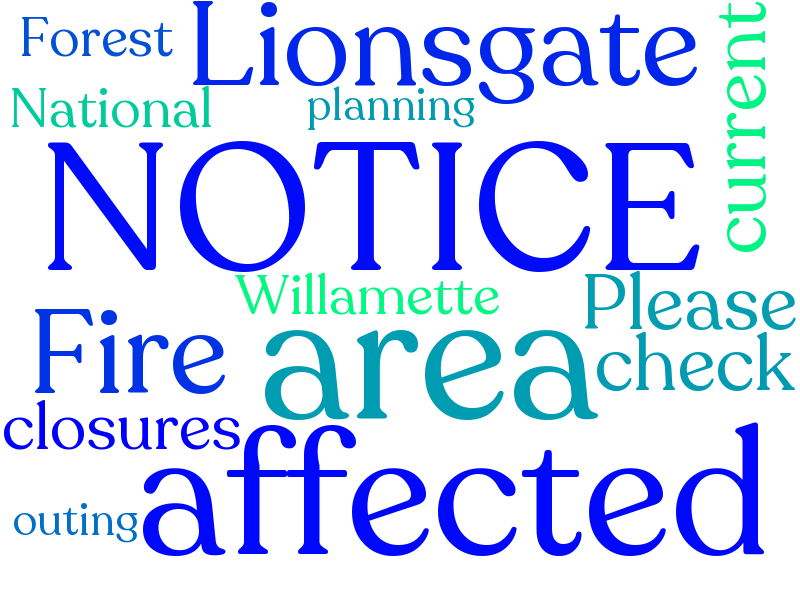 Forest
Lionsgate
current
National
planning
NOTICE
Willamette
Please
Fire
area
check
closures
affected
outing